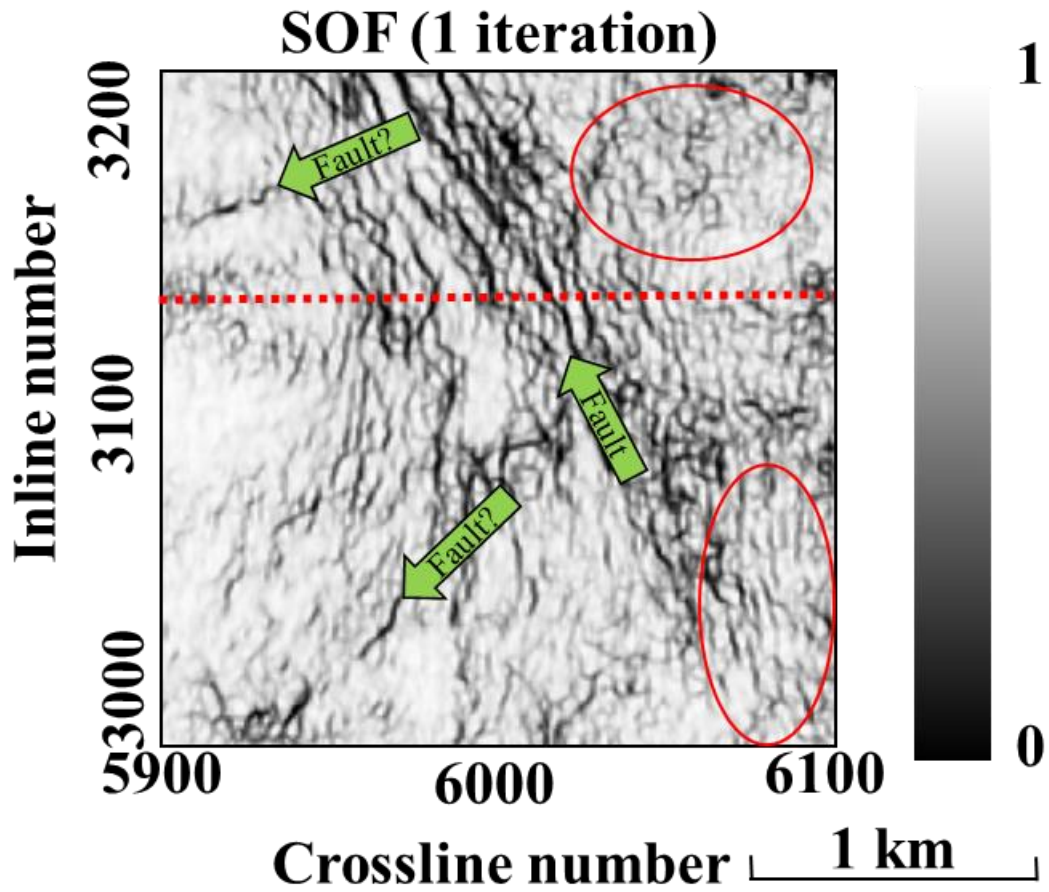 SOF (1 iteration)
1
3200
Fault?
Inline number
3100
Fault
Fault?
3000
0
5900
6000
6100
Crossline number
1 km